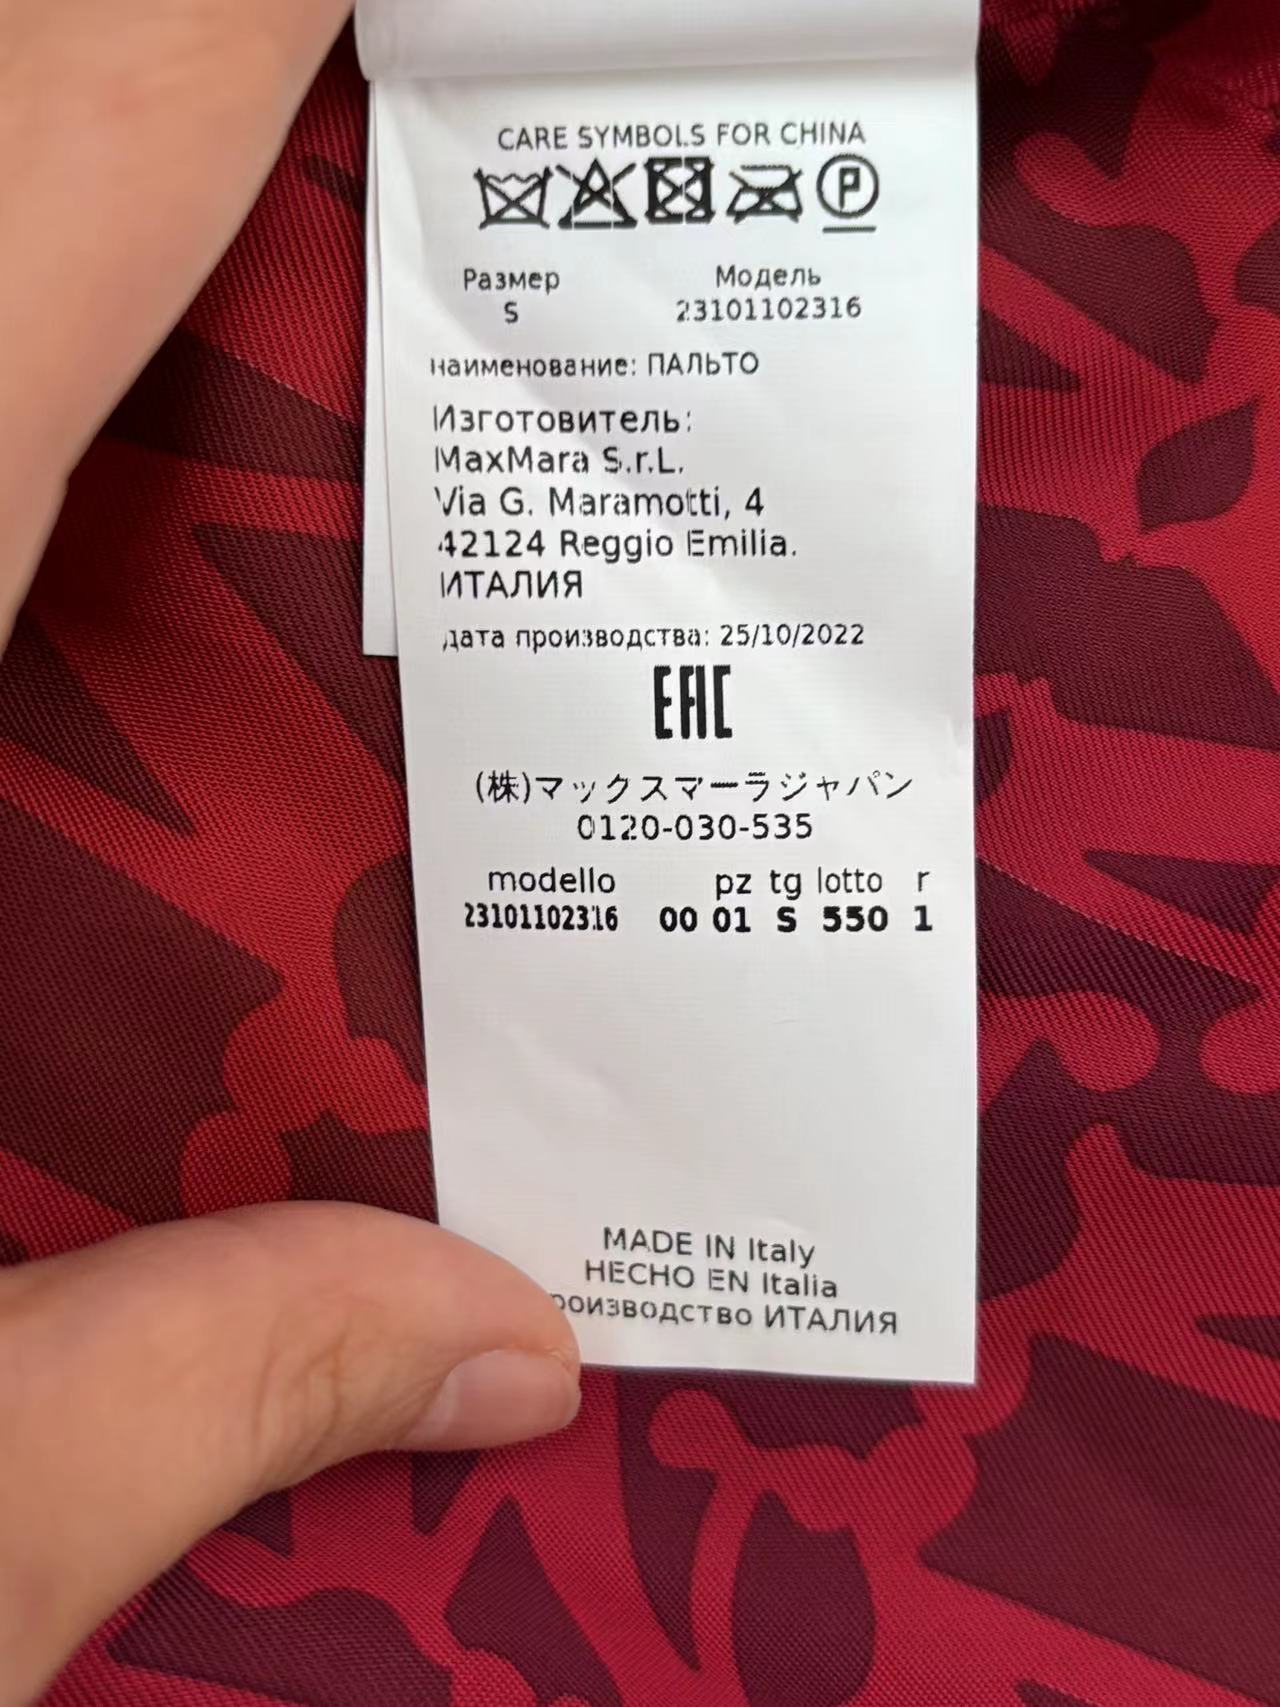 CARE SYMBOLS FOR CHINA
P
Размер Модель
S 23101102316
наименование: ПАЛЬТО
Изготовитель:
MaxMara S.r.L.
Via G. Maramotti, 4
42124 Reggio Emilia.
ИТАЛИЯ
дата производства: 25/10/2022
EAC
(株)マックスマーラジャパン
0120-030-535
modello pz tg lotto r
23101102316 00 01 S 550 1
MADE IN Italy
HECHO EN Italia
роизводство ИТАЛИЯ